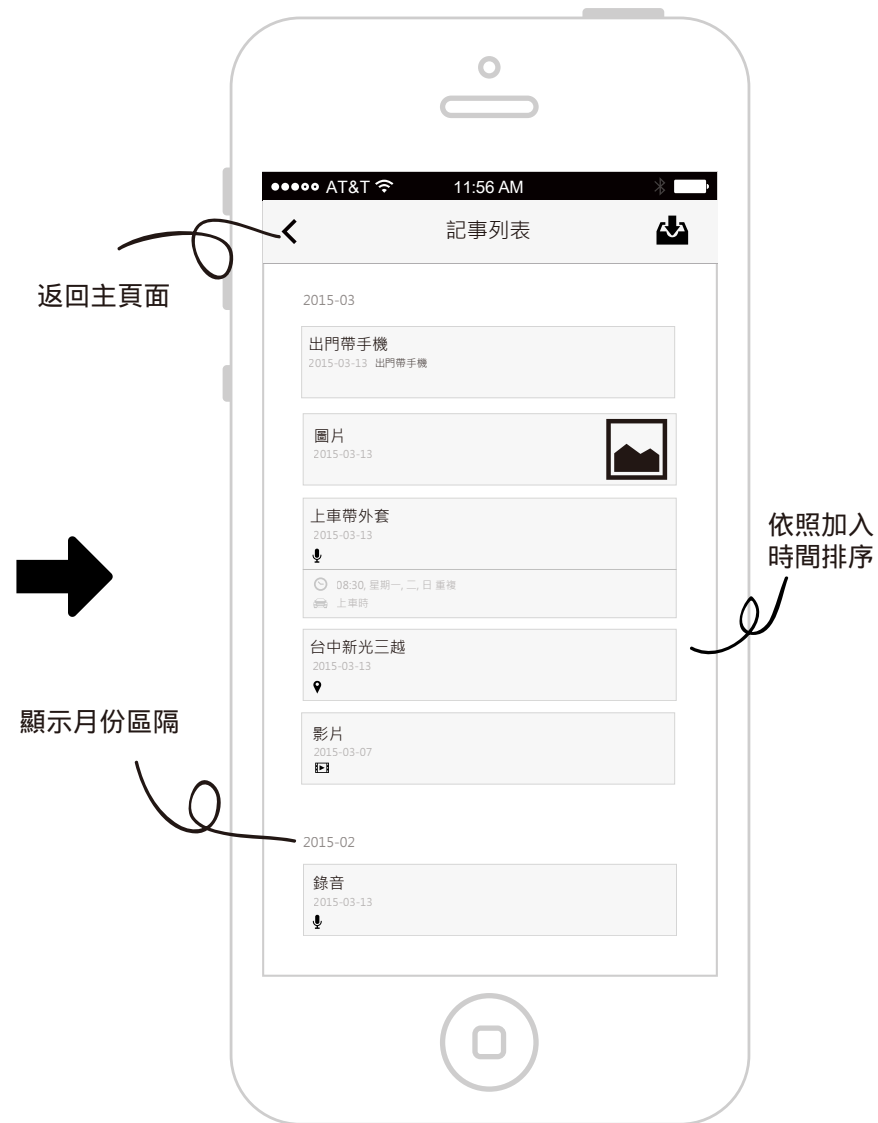 AT&T 11:56 AM
記事列表
返回主頁面
2015-03
出門帶手機
2015-03-13 出門帶手機
圖片
2015-03-13
上車帶外套
2015-03-13
08:30, 星期一, 二, 日 重複
上車時
依照加入
時間排序
台中新光三越
2015-03-13
顯示月份區隔
影片
2015-03-07
2015-02
錄音
2015-03-13